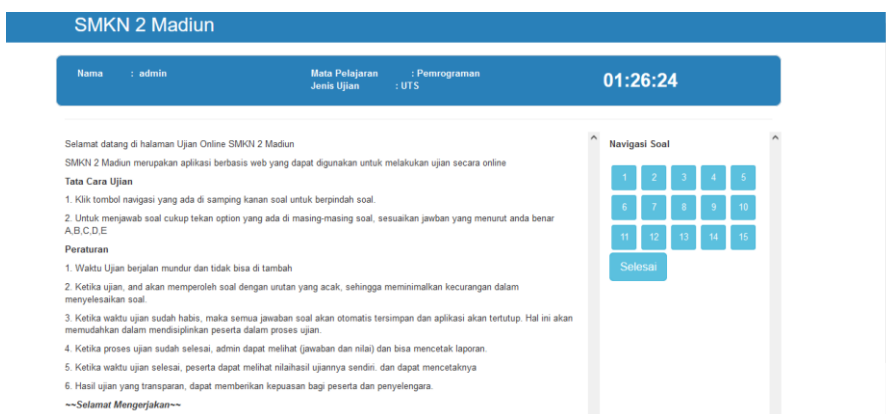 SMKN 2 Madiun
Nama : admin
Mata Pelajaran : Pemrograman
Jenis Ujian : UTS
01:26:24
Selamat datang di halaman Ujian Online SMKN 2 Madiun
SMKN 2 Madiun merupakan aplikasi berbasis web yang dapat digunakan untuk melakukan ujian secara online
Tata Cara Ujian
1. Klik tombol navigasi yang ada di samping kanan soal untuk berpindah soal.
2. Untuk menjawab soal cukup tekan option yang ada di masing-masing soal, sesuaikan jawban yang menurut anda benar
A,B,C,D,E
Peraturan
1. Waktu Ujian berjalan mundur dan tidak bisa di tambah
2. Ketika ujian, and akan memperoleh soal dengan urutan yang acak, sehingga meminimalkan kecurangan dalam
menyelesaikan soal.
3. Ketika waktu ujian sudah habis, maka semua jawaban soal akan otomatis tersimpan dan aplikasi akan tertutup. Hal ini akan
memudahkan dalam mendisiplinkan peserta dalam proses ujian.
4. Ketika proses ujian sudah selesai, admin dapat melihat (jawaban dan nilai) dan bisa mencetak laporan.
5. Ketika waktu ujian selesai, peserta dapat melihat nilaihasil ujiannya sendiri. dan dapat mencetaknya
6. Hasil ujian yang transparan, dapat memberikan kepuasan bagi peserta dan penyelengara.
~~Selamat Mengerjakan~~
Navigasi Soal
1 2 3 4 5
6 7 8 9 10
11 12 13 14 15
Selesai